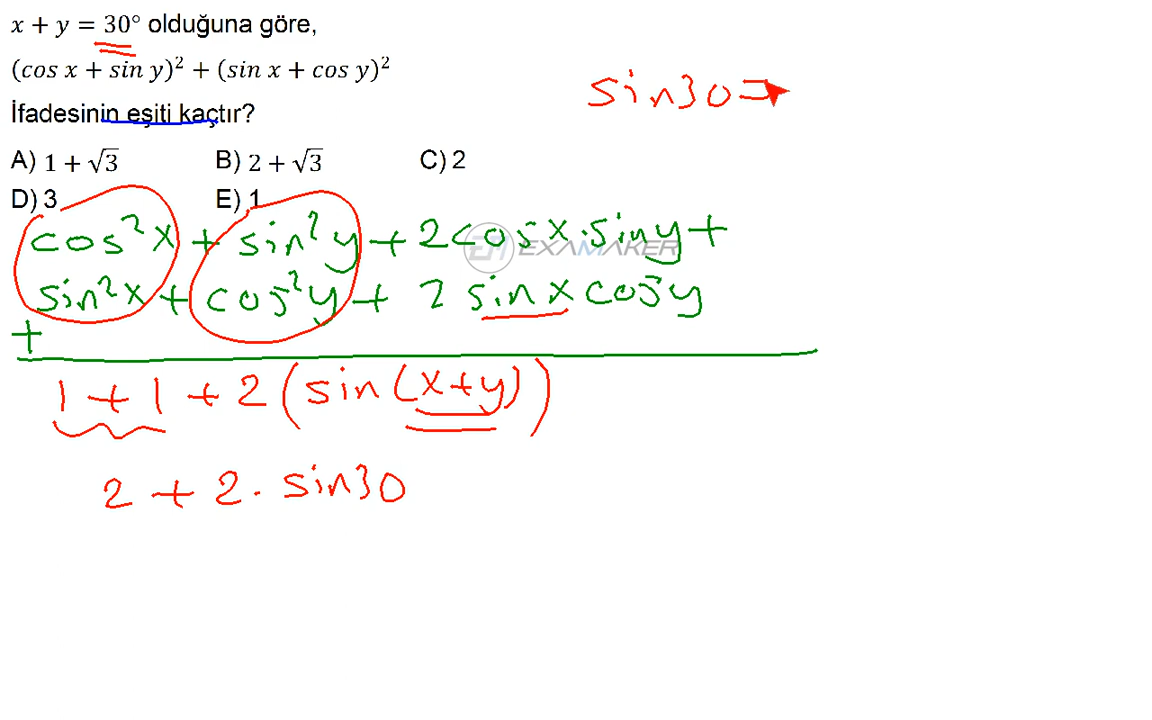 x + y = 30° olduğuna göre,
(cos x + sin y)² + (sin x + cos y)²
İfadesinin eşiti kaçtır?
sin30=
A) 1 + √3 B) 2 + √3 C) 2
D) 3 E) 1
cos²x + sin²y + 2cosx.siny +
EXAMAKER
sin²x + cos²y + 2 sinx cosy
+
1 + 1 + 2 (sin(x+y))
2 + 2. sin30